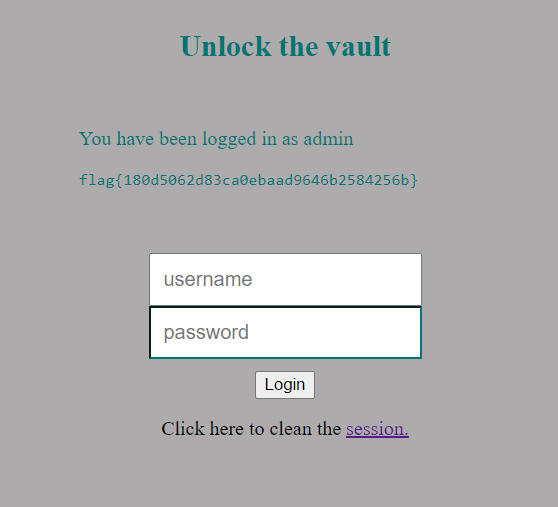 Unlock the vault
You have been logged in as admin
flag{180d5062d83ca0ebaad9646b2584256b}
username
password
Login
Click here to clean the session.